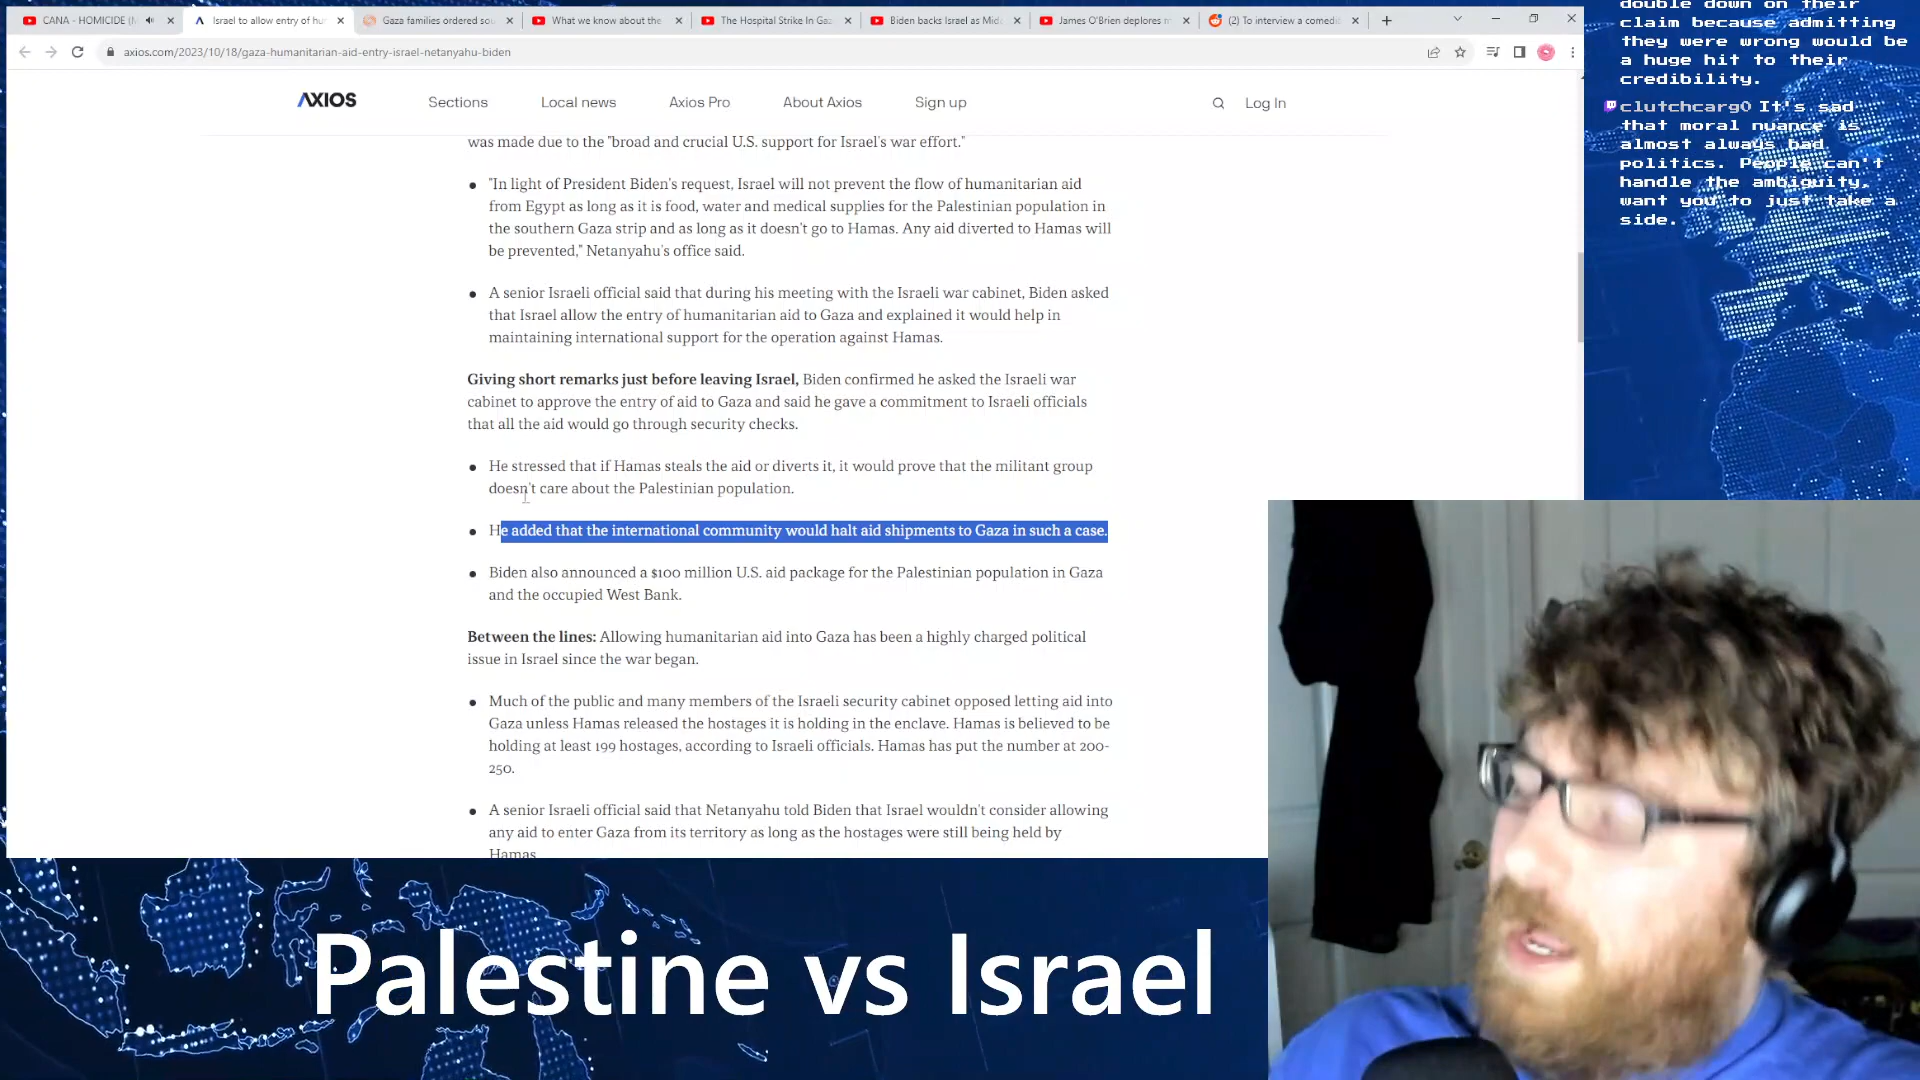 CANA - HOMICIDE (M
Israel to allow entry of hu
Gaza families ordered sou
What we know about the
The Hospital Strike In Gaz
Biden backs Israel as Mid
James O'Brien deplores m
(2) To interview a comedi
axios.com/2023/10/18/gaza-humanitarian-aid-entry-israel-netanyahu-biden
AXIOS
Sections
Local news
Axios Pro
About Axios
Sign up
Log In
was made due to the "broad and crucial U.S. support for Israel's war effort."
"In light of President Biden's request, Israel will not prevent the flow of humanitarian aid
from Egypt as long as it is food, water and medical supplies for the Palestinian population in
the southern Gaza strip and as long as it doesn't go to Hamas. Any aid diverted to Hamas will
be prevented," Netanyahu's office said.
A senior Israeli official said that during his meeting with the Israeli war cabinet, Biden asked
that Israel allow the entry of humanitarian aid to Gaza and explained it would help in
maintaining international support for the operation against Hamas.
Giving short remarks just before leaving Israel, Biden confirmed he asked the Israeli war
cabinet to approve the entry of aid to Gaza and said he gave a commitment to Israeli officials
that all the aid would go through security checks.
He stressed that if Hamas steals the aid or diverts it, it would prove that the militant group
doesn't care about the Palestinian population.
He added that the international community would halt aid shipments to Gaza in such a case.
Biden also announced a $100 million U.S. aid package for the Palestinian population in Gaza
and the occupied West Bank.
Between the lines: Allowing humanitarian aid into Gaza has been a highly charged political
issue in Israel since the war began.
Much of the public and many members of the Israeli security cabinet opposed letting aid into
Gaza unless Hamas released the hostages it is holding in the enclave. Hamas is believed to be
holding at least 199 hostages, according to Israeli officials. Hamas has put the number at 200-
250.
A senior Israeli official said that Netanyahu told Biden that Israel wouldn't consider allowing
any aid to enter Gaza from its territory as long as the hostages were still being held by
Hamas
double down on their
claim because admitting
they were wrong would be
a huge hit to their
credibility.
clutchcarg0 It's sad
that moral nuance is
almost always bad
politics. People can't
handle the ambiguity,
want you to just take a
side.
Palestine vs Israel